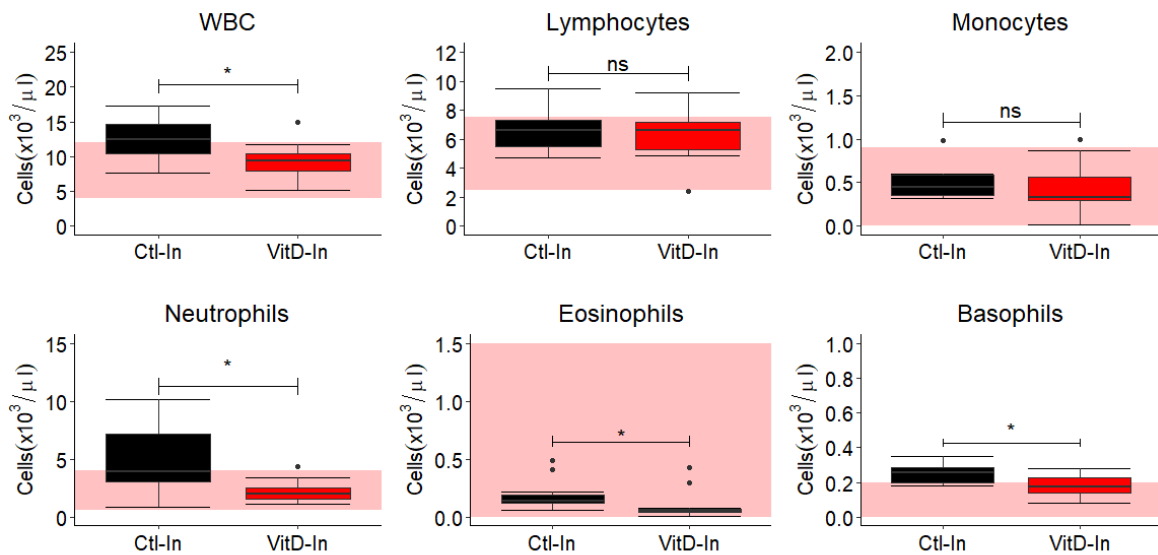 WBC
Cells(x10³/μl)
25
20
15
10
5
0
*
Ctl-In
VitD-In
Lymphocytes
Cells(x10³/μl)
12
10
8
6
4
2
0
ns
Ctl-In
VitD-In
Monocytes
Cells(x10³/μl)
2.0
1.5
1.0
0.5
0.0
ns
Ctl-In
VitD-In
Neutrophils
Cells(x10³/μl)
15
10
5
0
*
Ctl-In
VitD-In
Eosinophils
Cells(x10³/μl)
1.5
1.0
0.5
0.0
*
Ctl-In
VitD-In
Basophils
Cells(x10³/μl)
1.0
0.8
0.6
0.4
0.2
0.0
*
Ctl-In
VitD-In